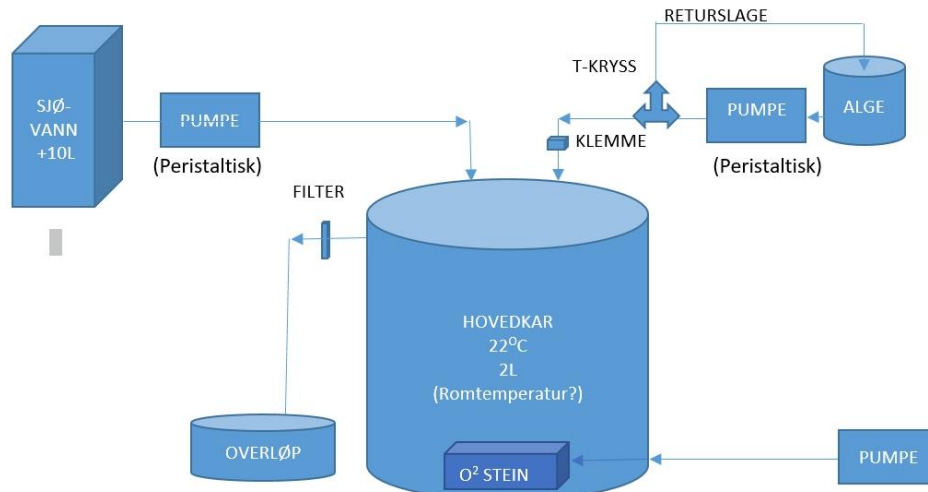 RETURSLAGE
T-KRYSS
SJØ-
VANN
+10L
PUMPE
(Peristaltisk)
PUMPE
(Peristaltisk)
ALGE
KLEMME
FILTER
HOVEDKAR
22⁰C
2L
(Romtemperatur?)
OVERLØP
O² STEIN
PUMPE